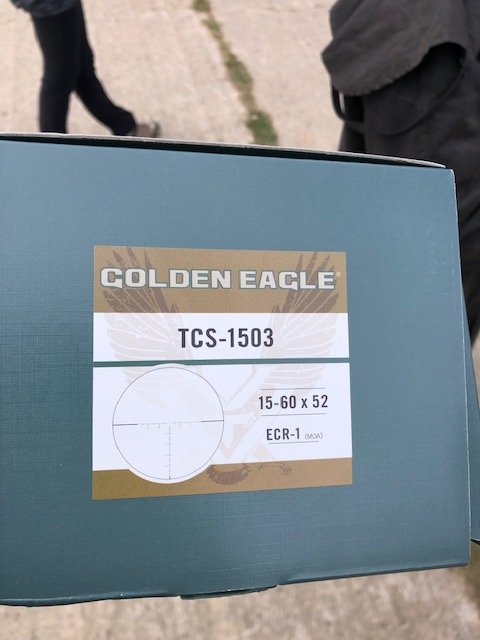 GOLDEN EAGLE®
TCS-1503
15-60 x 52
ECR-1 (MOA)